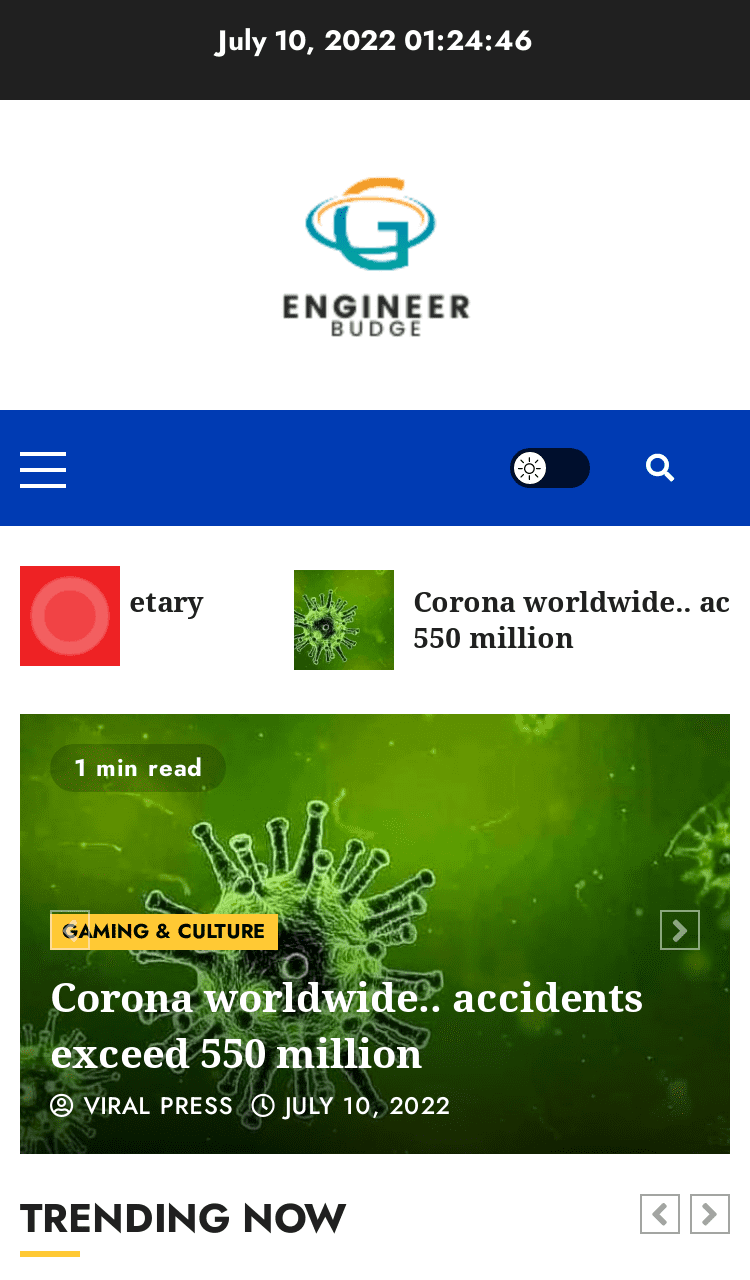 July 10, 2022 01:24:46
ENGINEER
BUDGE
etary
Corona worldwide.. ac
550 million
1 min read
GAMING & CULTURE
Corona worldwide.. accidents
exceed 550 million
VIRAL PRESS JULY 10, 2022
TRENDING NOW